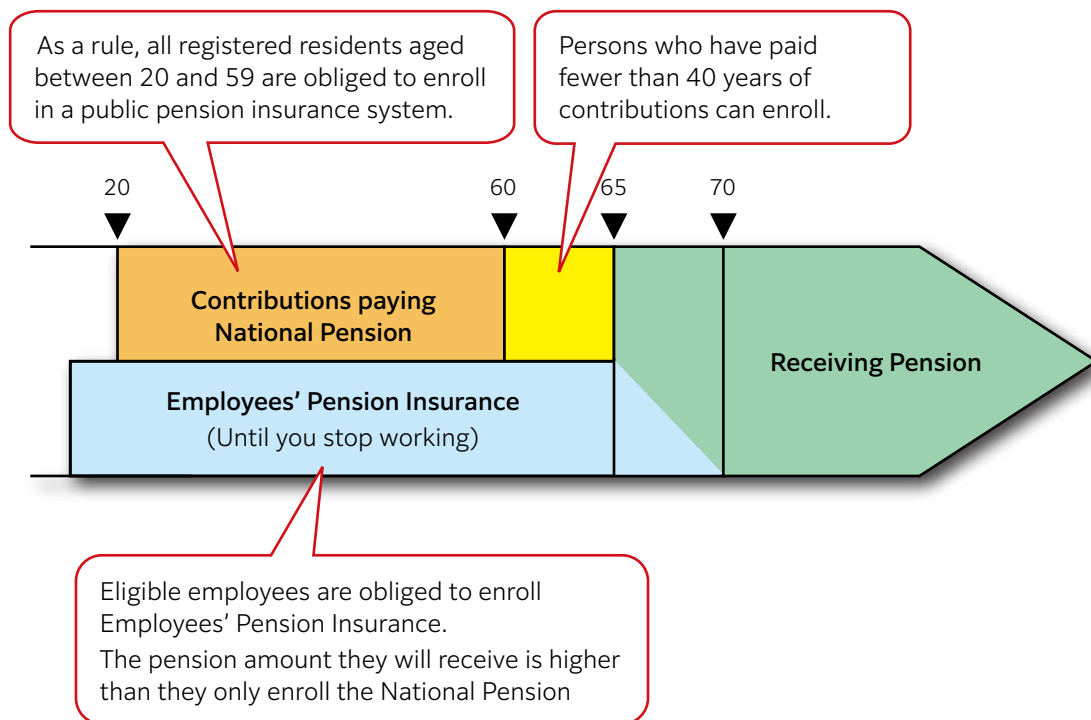 As a rule, all registered residents aged
between 20 and 59 are obliged to enroll
in a public pension insurance system.
Persons who have paid
fewer than 40 years of
contributions can enroll.
20
60
65
70
Contributions paying
National Pension
Receiving Pension
Employees' Pension Insurance
(Until you stop working)
Eligible employees are obliged to enroll
Employees' Pension Insurance.
The pension amount they will receive is higher
than they only enroll the National Pension